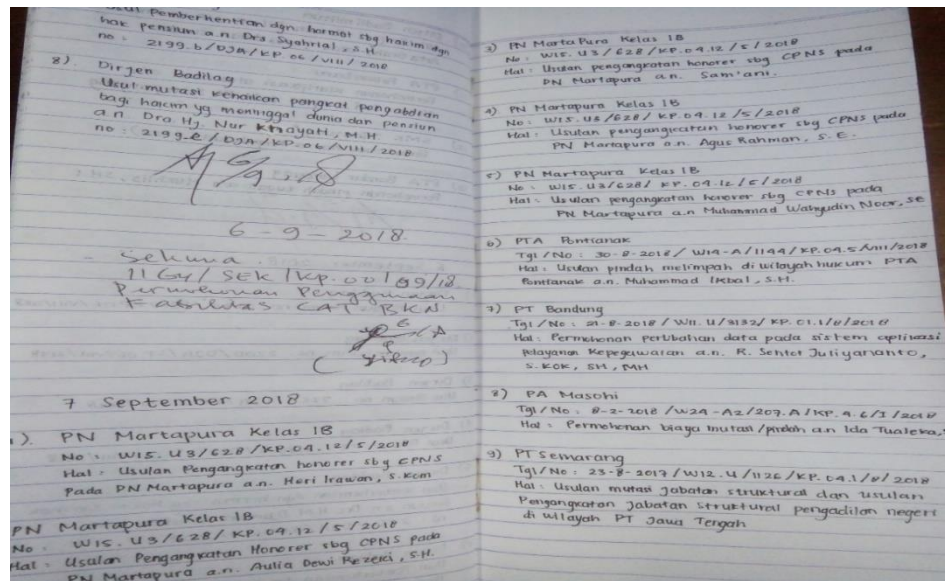 Usul Pemberhentian dgn. hormat sbg hakim dgn
hak pensiun a.n. Drs. Syahrial, S.H.
no : 2199.b/DJA/KP.06/VIII/2018
8). Dirjen Badilag
Usul mutasi kenaikan pangkat pengabdian
bagi hakim yg meninggal dunia dan pensiun
a.n Dra. Hj. Nur Khayati, M.H.
no : 2199.e/DJA/KP.06/VIII/2018
6/9
6 - 9 - 2018.
- Sekma
1164/SEK/KP.00/09/18
Permohonan Penggunaan
Fasilitas CAT BKN
7 September 2018
1). PN Martapura Kelas 1B
No : W15.U3/628/KP.04.12/5/2018
Hal : Usulan Pengangkatan honorer sbg CPNS
Pada PN Martapura a.n. Heri Irawan, S.Kom
PN Martapura Kelas 1B
No : W15.U3/628/KP.04.12/5/2018
Hal : Usulan Pengangkatan Honorer sbg CPNS pada
PN Martapura a.n. Aulia Dewi Rezeki, S.H.
3) PN Martapura Kelas 1B
No : W15.U3/628/KP.04.12/5/2018
Hal : Usulan pengangkatan honorer sbg CPNS pada
PN Martapura a.n. Sam'ani.
4) PN Martapura Kelas 1B
No : W15.U3/628/KP.04.12/5/2018
Hal : Usulan pengangkatan honorer sbg CPNS pada
PN Martapura a.n. Agus Rahman, S.E.
5) PN Martapura Kelas 1B
No : W15.U3/628/KP.04.12/5/2018
Hal : Usulan pengangkatan honorer sbg CPNS pada
PN Martapura a.n Muhammad Wahyudin Noor, SE
6) PTA Pontianak
Tgl/No : 30-8-2018/W14-A/1144/KP.04.5/VIII/2018
Hal : Usulan pindah melimpah di wilayah hukum PTA
Pontianak a.n. Muhammad Ikbal, S.H.
7) PT Bandung
Tgl/No : 21-8-2018/W11.U/3132/KP.01.1/8/2018
Hal : Permohonan perubahan data pada sistem aplikasi
pelayanan kepegawaian a.n. R. Sentot Juliyananto,
S.KOK, SH, MH
8) PA Masohi
Tgl/No : 8-2-2018/W24-A2/207.A/KP.4.6/3/2018
Hal : Permohonan biaya mutasi/pindah a.n Ida Tualeka,
9) PT Semarang
Tgl/No : 23-8-2017/W12.U/1126/KP.04.1/8/2018
Hal : Usulan mutasi jabatan struktural dan usulan
Pengangkatan jabatan struktural pengadilan negeri
di wilayah PT Jawa Tengah